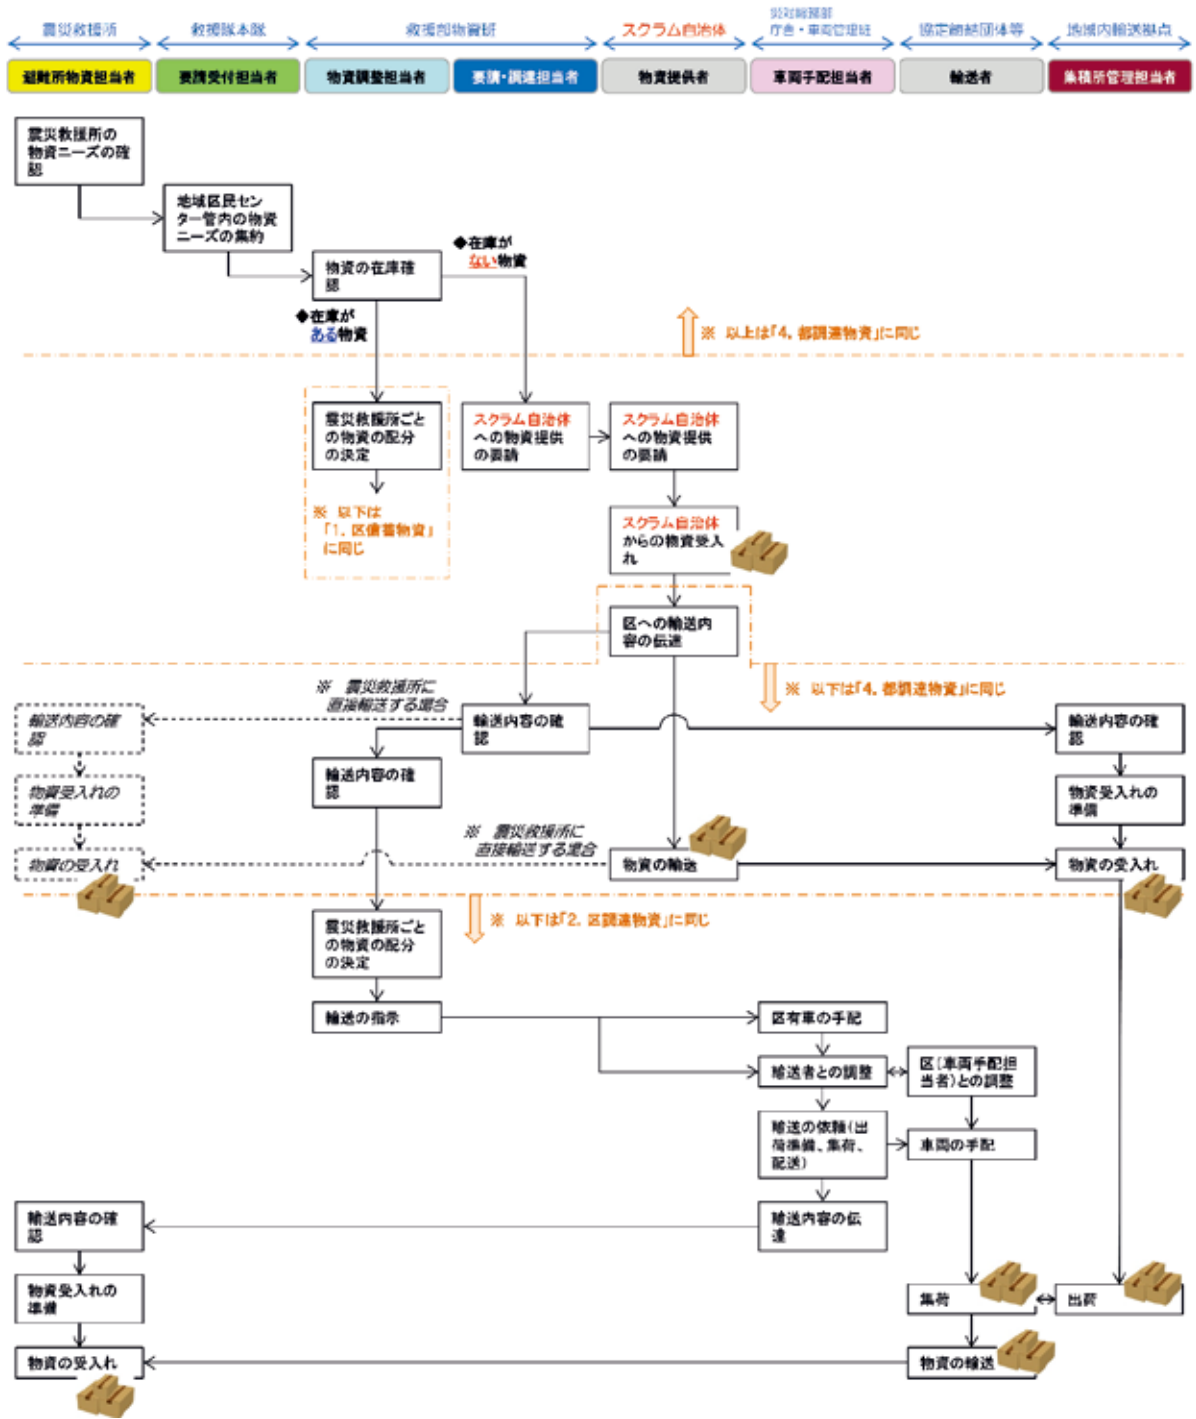 震災救援所
救援隊本隊
救援部物資班
スクラム自治体
災対総務部
庁舎・車両管理班
協定締結団体等
地域内輸送拠点
避難所物資担当者
要請受付担当者
物資調整担当者
要請・調達担当者
物資提供者
車両手配担当者
輸送者
集積所管理担当者
震災救援所の
物資ニーズの確
認
地域区民セン
ター管内の物資
ニーズの集約
物資の在庫確
認
◆在庫が
ない物資
◆在庫が
ある物資
※ 以上は「4．都調達物資」に同じ
震災救援所ごと
の物資の配分
の決定
スクラム自治体
への物資提供
の要請
スクラム自治体
への物資提供
の要請
※ 以下は
「1．区備蓄物資」
に同じ
スクラム自治体
からの物資受入
れ
区への輸送内
容の伝達
※ 以下は「4．都調達物資」に同じ
※ 震災救援所に
直接輸送する場合
輸送内容の確
認
輸送内容の確
認
輸送内容の確
認
輸送内容の確
認
物資受入れの
準備
物資受入れの
準備
※ 震災救援所に
直接輸送する場合
物資の受入れ
物資の輸送
物資の受入れ
※ 以下は「2．区調達物資」に同じ
震災救援所ごと
の物資の配分
の決定
輸送の指示
区有車の手配
輸送者との調整
区（車両手配担
当者）との調整
輸送の依頼（出
荷準備、集荷、
配送）
車両の手配
輸送内容の確
認
輸送内容の伝
達
物資受入れの
準備
集荷
出荷
物資の受入れ
物資の輸送